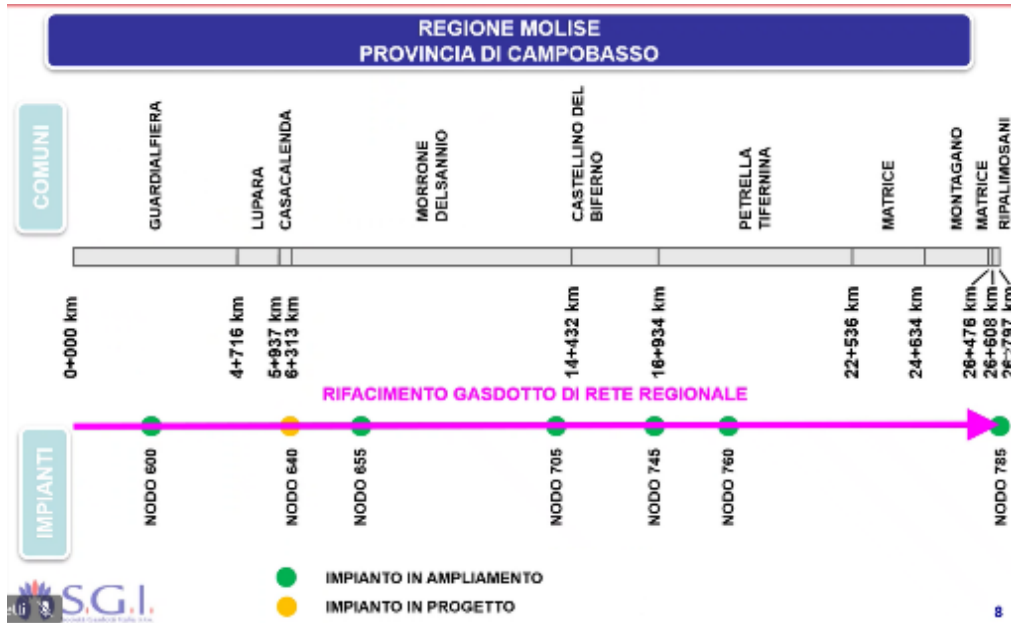 REGIONE MOLISE
PROVINCIA DI CAMPOBASSO
COMUNI
GUARDIALFIERA
LUPARA
CASACALENDA
MORRONE
DELSANNIO
CASTELLINO DEL
BIFERNO
PETRELLA
TIFERNINA
MATRICE
MONTAGANO
MATRICE
RIPALIMOSANI
0+000 km
4+716 km
5+937 km
6+313 km
14+432 km
16+934 km
22+536 km
24+634 km
26+476 km
26+608 km
26+797 km
RIFACIMENTO GASDOTTO DI RETE REGIONALE
IMPIANTI
NODO 600
NODO 640
NODO 655
NODO 705
NODO 745
NODO 760
NODO 785
IMPIANTO IN AMPLIAMENTO
IMPIANTO IN PROGETTO
S.G.I.
8